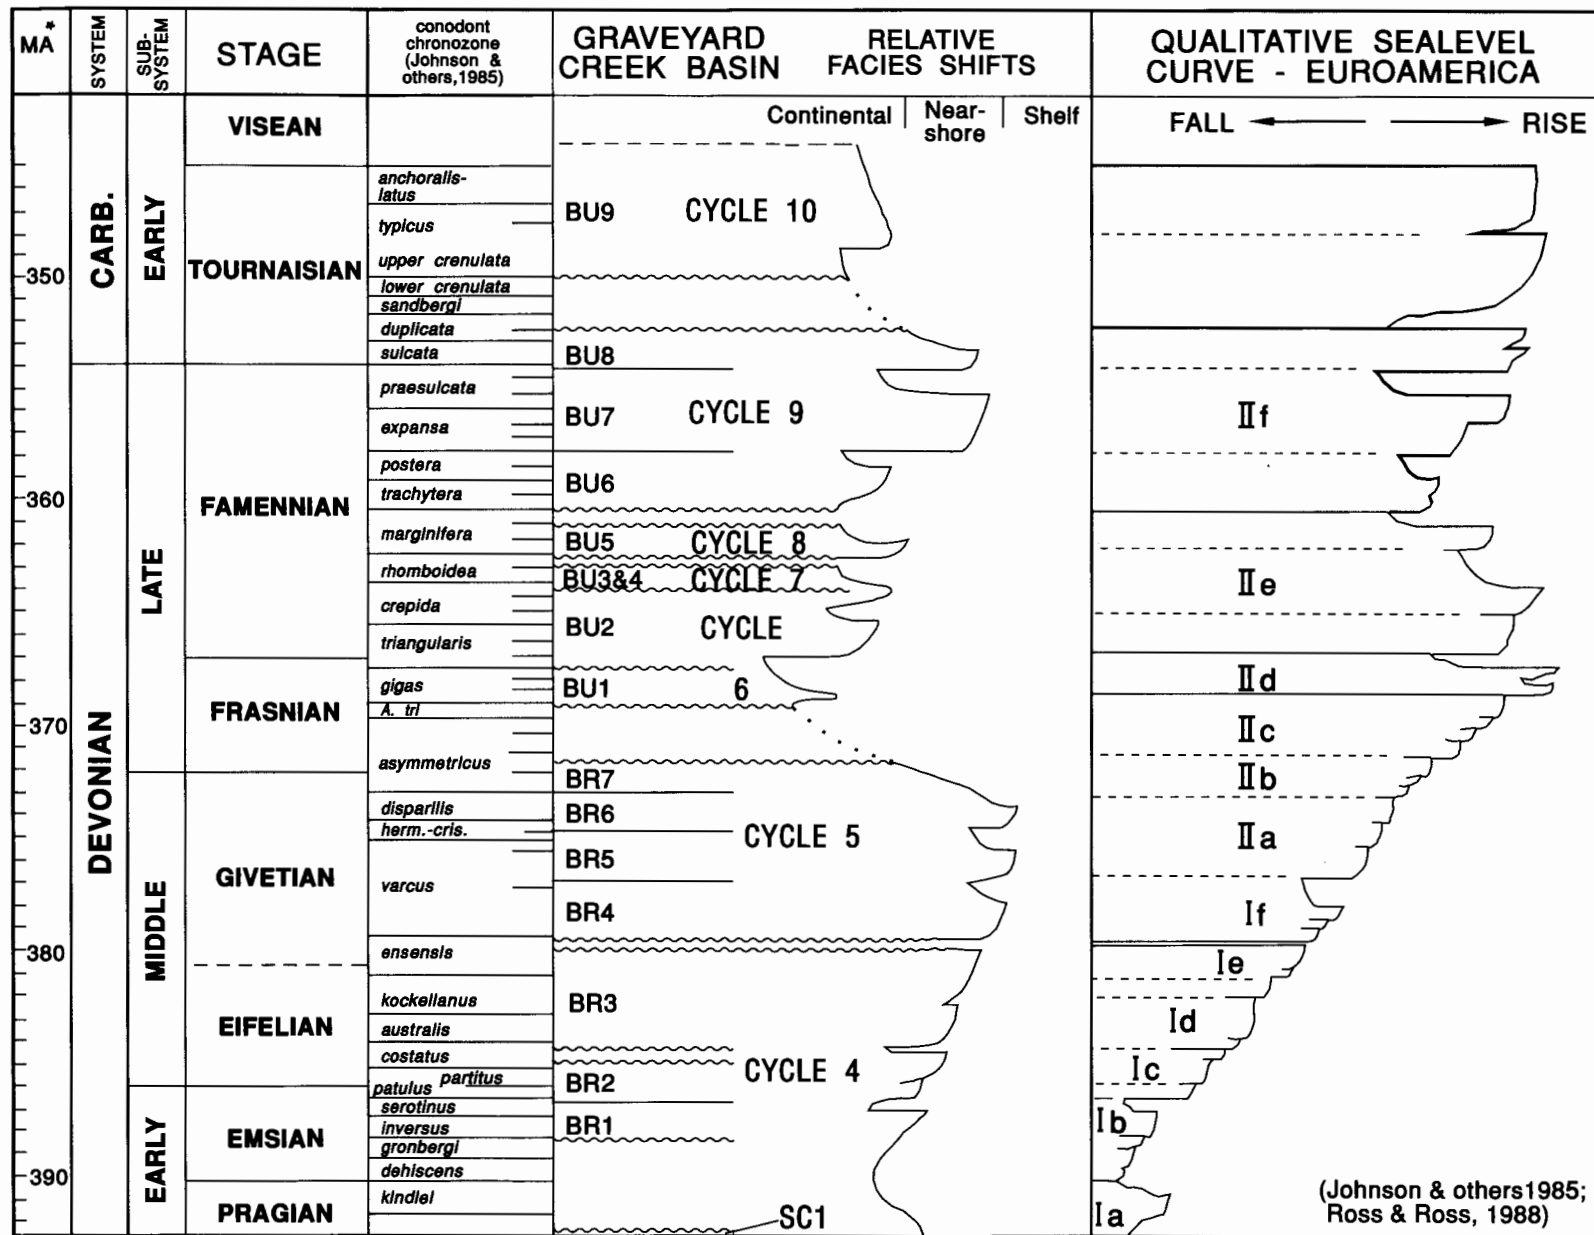 MA*
SYSTEM
SUB-
SYSTEM
STAGE
conodont
chronozone
(Johnson &
others,1985)
GRAVEYARD
CREEK BASIN
RELATIVE
FACIES SHIFTS
QUALITATIVE SEALEVEL
CURVE - EUROAMERICA
Continental
Near-
shore
Shelf
FALL
RISE
350
360
370
380
390
CARB.
DEVONIAN
EARLY
LATE
MIDDLE
EARLY
VISEAN
TOURNAISIAN
FAMENNIAN
FRASNIAN
GIVETIAN
EIFELIAN
EMSIAN
PRAGIAN
anchoralis-
latus
typicus
upper crenulata
lower crenulata
sandbergi
duplicata
sulcata
praesulcata
expansa
postera
trachytera
marginifera
rhomboidea
crepida
triangularis
gigas
A. tri
asymmetricus
disparilis
herm.-cris.
varcus
ensensis
kockelianus
australis
costatus
partitus
patulus
serotinus
inversus
gronbergi
dehiscens
kindlei
BU9 CYCLE 10
BU8
BU7 CYCLE 9
BU6
BU5 CYCLE 8
BU3&4 CYCLE 7
BU2 CYCLE
BU1 6
BR7
BR6
CYCLE 5
BR5
BR4
BR3
CYCLE 4
BR2
BR1
SC1
IIf
IIe
IId
IIc
IIb
IIa
If
Ie
Id
Ic
Ib
Ia
(Johnson & others1985;
Ross & Ross, 1988)